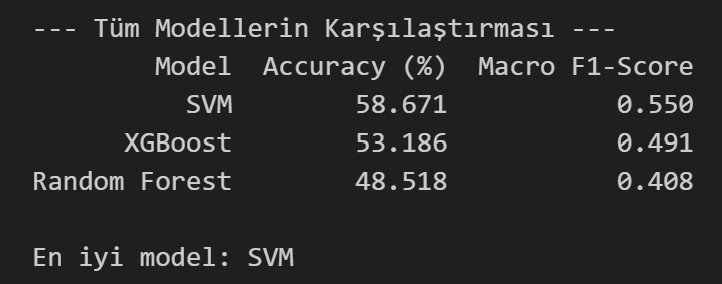 --- Tüm Modellerin Karşılaştırması ---
Model Accuracy (%) Macro F1-Score
SVM 58.671 0.550
XGBoost 53.186 0.491
Random Forest 48.518 0.408
En iyi model: SVM